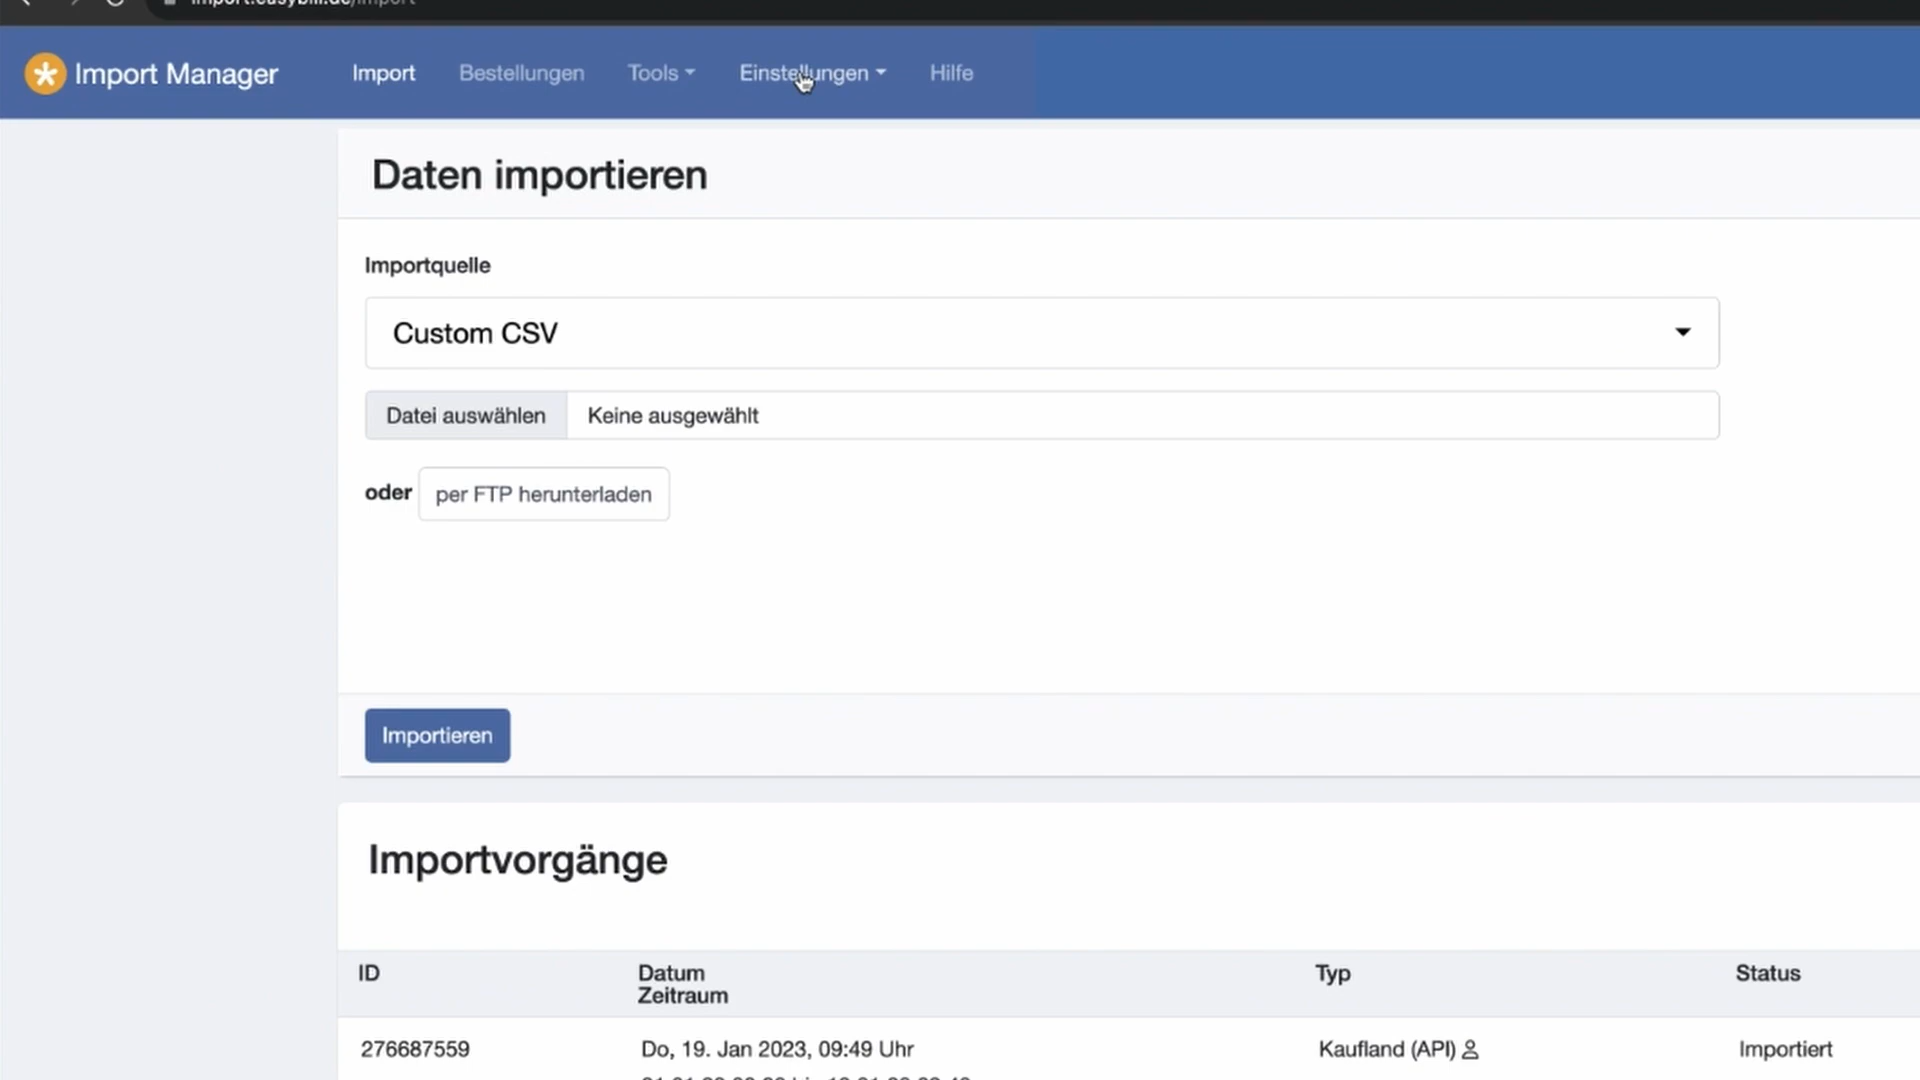 Import Manager
Import
Bestellungen
Tools
Einstellungen
Hilfe
Daten importieren
Importquelle
Custom CSV
Datei auswählen
Keine ausgewählt
oder
per FTP herunterladen
Importieren
Importvorgänge
ID
Datum
Zeitraum
Typ
Status
276687559
Do, 19. Jan 2023, 09:49 Uhr
Kaufland (API)
Importiert